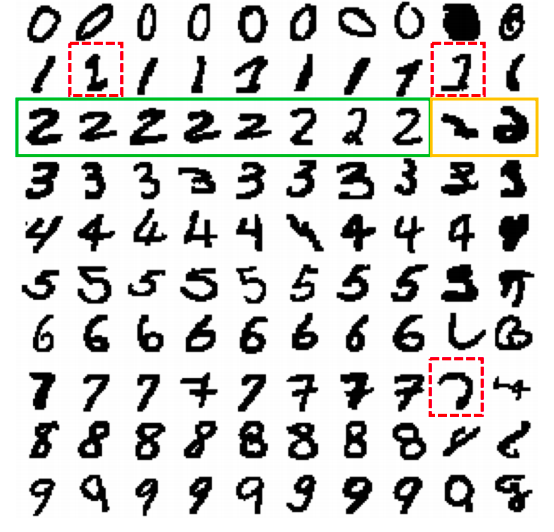 0 0 0 0 0 0 0 0
1 1 1 1 1 1 1
2 2 2 2 2 2 2 2
3 3 3 3 3 3 3 3 3
4 4 4 4 4 4 4 4
5 5 5 5 5 5 5 5
6 6 6 6 6 6 6 6
7 7 7 7 7 7 7 7
8 8 8 8 8 8 8 8
9 9 9 9 9 9 9 9 9